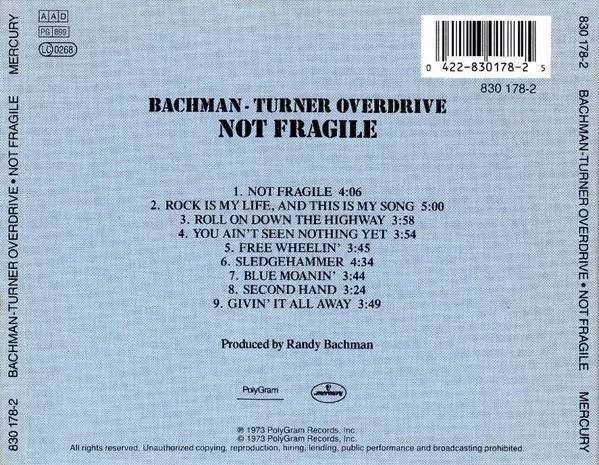 MERCURY
BACHMAN-TURNER OVERDRIVE • NOT FRAGILE
830 178-2
A A D
PG 899
LC 0268
0 422-830178-2 5
830 178-2
BACHMAN - TURNER OVERDRIVE
NOT FRAGILE
1. NOT FRAGILE 4:06
2. ROCK IS MY LIFE, AND THIS IS MY SONG 5:00
3. ROLL ON DOWN THE HIGHWAY 3:58
4. YOU AIN'T SEEN NOTHING YET 3:54
5. FREE WHEELIN' 3:45
6. SLEDGEHAMMER 4:34
7. BLUE MOANIN' 3:44
8. SECOND HAND 3:24
9. GIVIN' IT ALL AWAY 3:49
Produced by Randy Bachman
PolyGram
mercury
℗ 1973 PolyGram Records, Inc.
© 1973 PolyGram Records, Inc.
All rights reserved. Unauthorized copying, reproduction, hiring, lending, public performance and broadcasting prohibited.
830 178-2
BACHMAN-TURNER OVERDRIVE • NOT FRAGILE
MERCURY